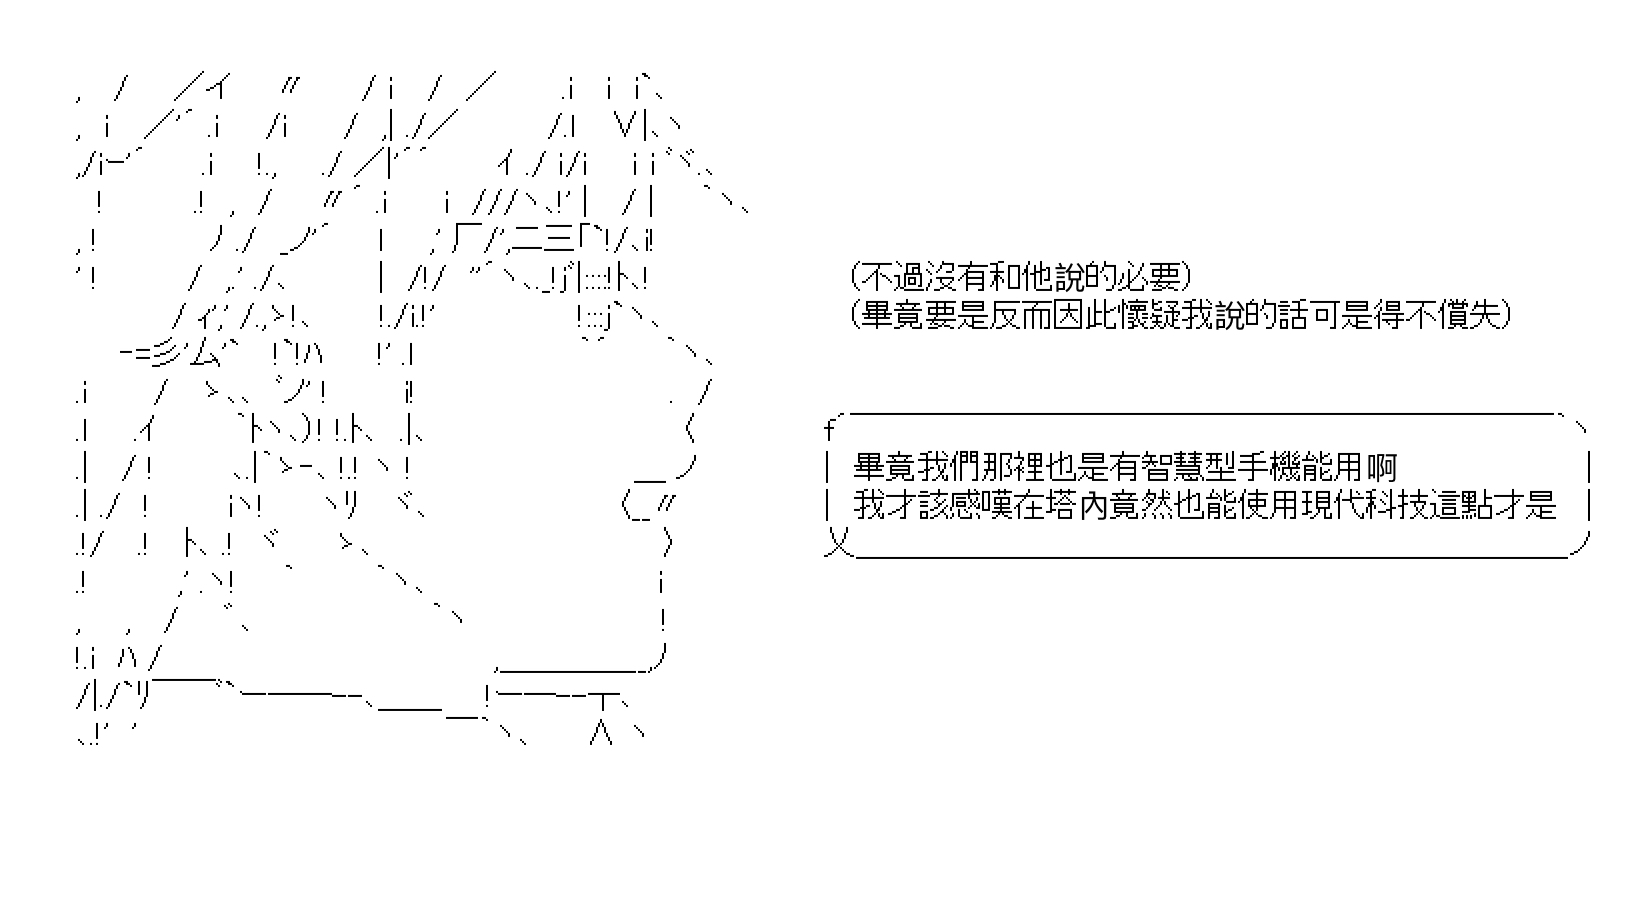 （不過沒有和他說的必要）
（畢竟要是反而因此懷疑我說的話可是得不償失）
畢竟我們那裡也是有智慧型手機能用啊
我才該感嘆在塔內竟然也能使用現代科技這點才是